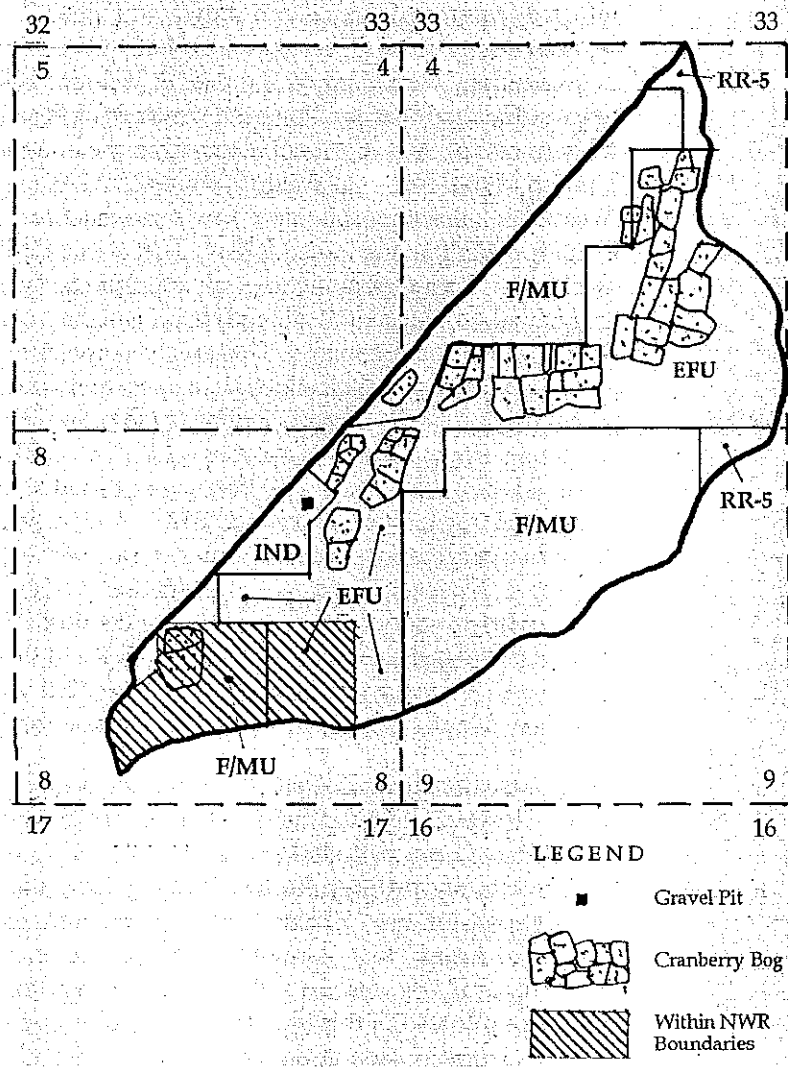 32 33 33 33
5 4 4
RR-5
F/MU
EFU
8
RR-5
F/MU
IND
EFU
F/MU
8 8 9 9
17 17 16 16
LEGEND
Gravel Pit
Cranberry Bog
Within NWR
Boundaries